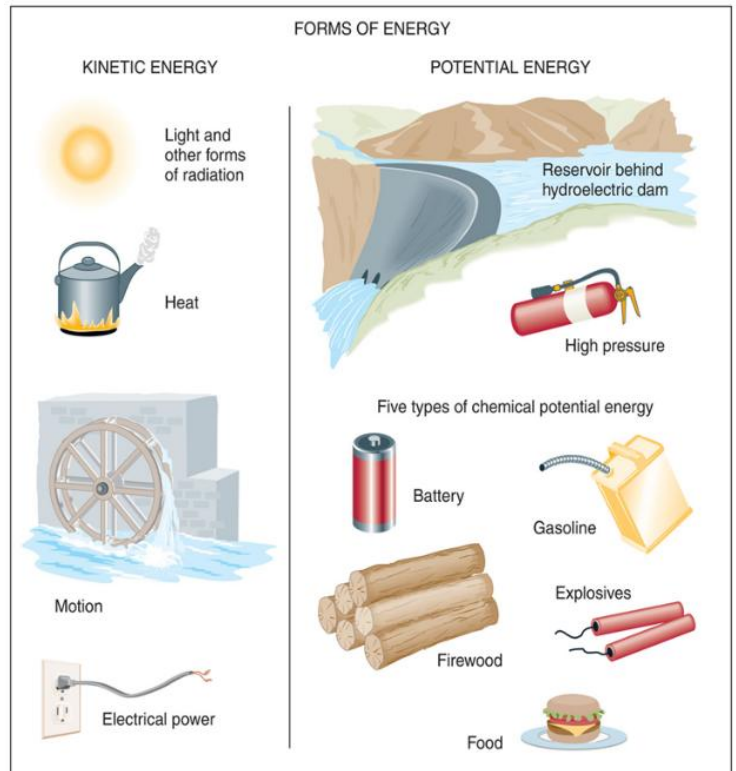 FORMS OF ENERGY
KINETIC ENERGY
Light and
other forms
of radiation
Heat
Motion
Electrical power
POTENTIAL ENERGY
Reservoir behind
hydroelectric dam
High pressure
Five types of chemical potential energy
Battery
Gasoline
Firewood
Explosives
Food